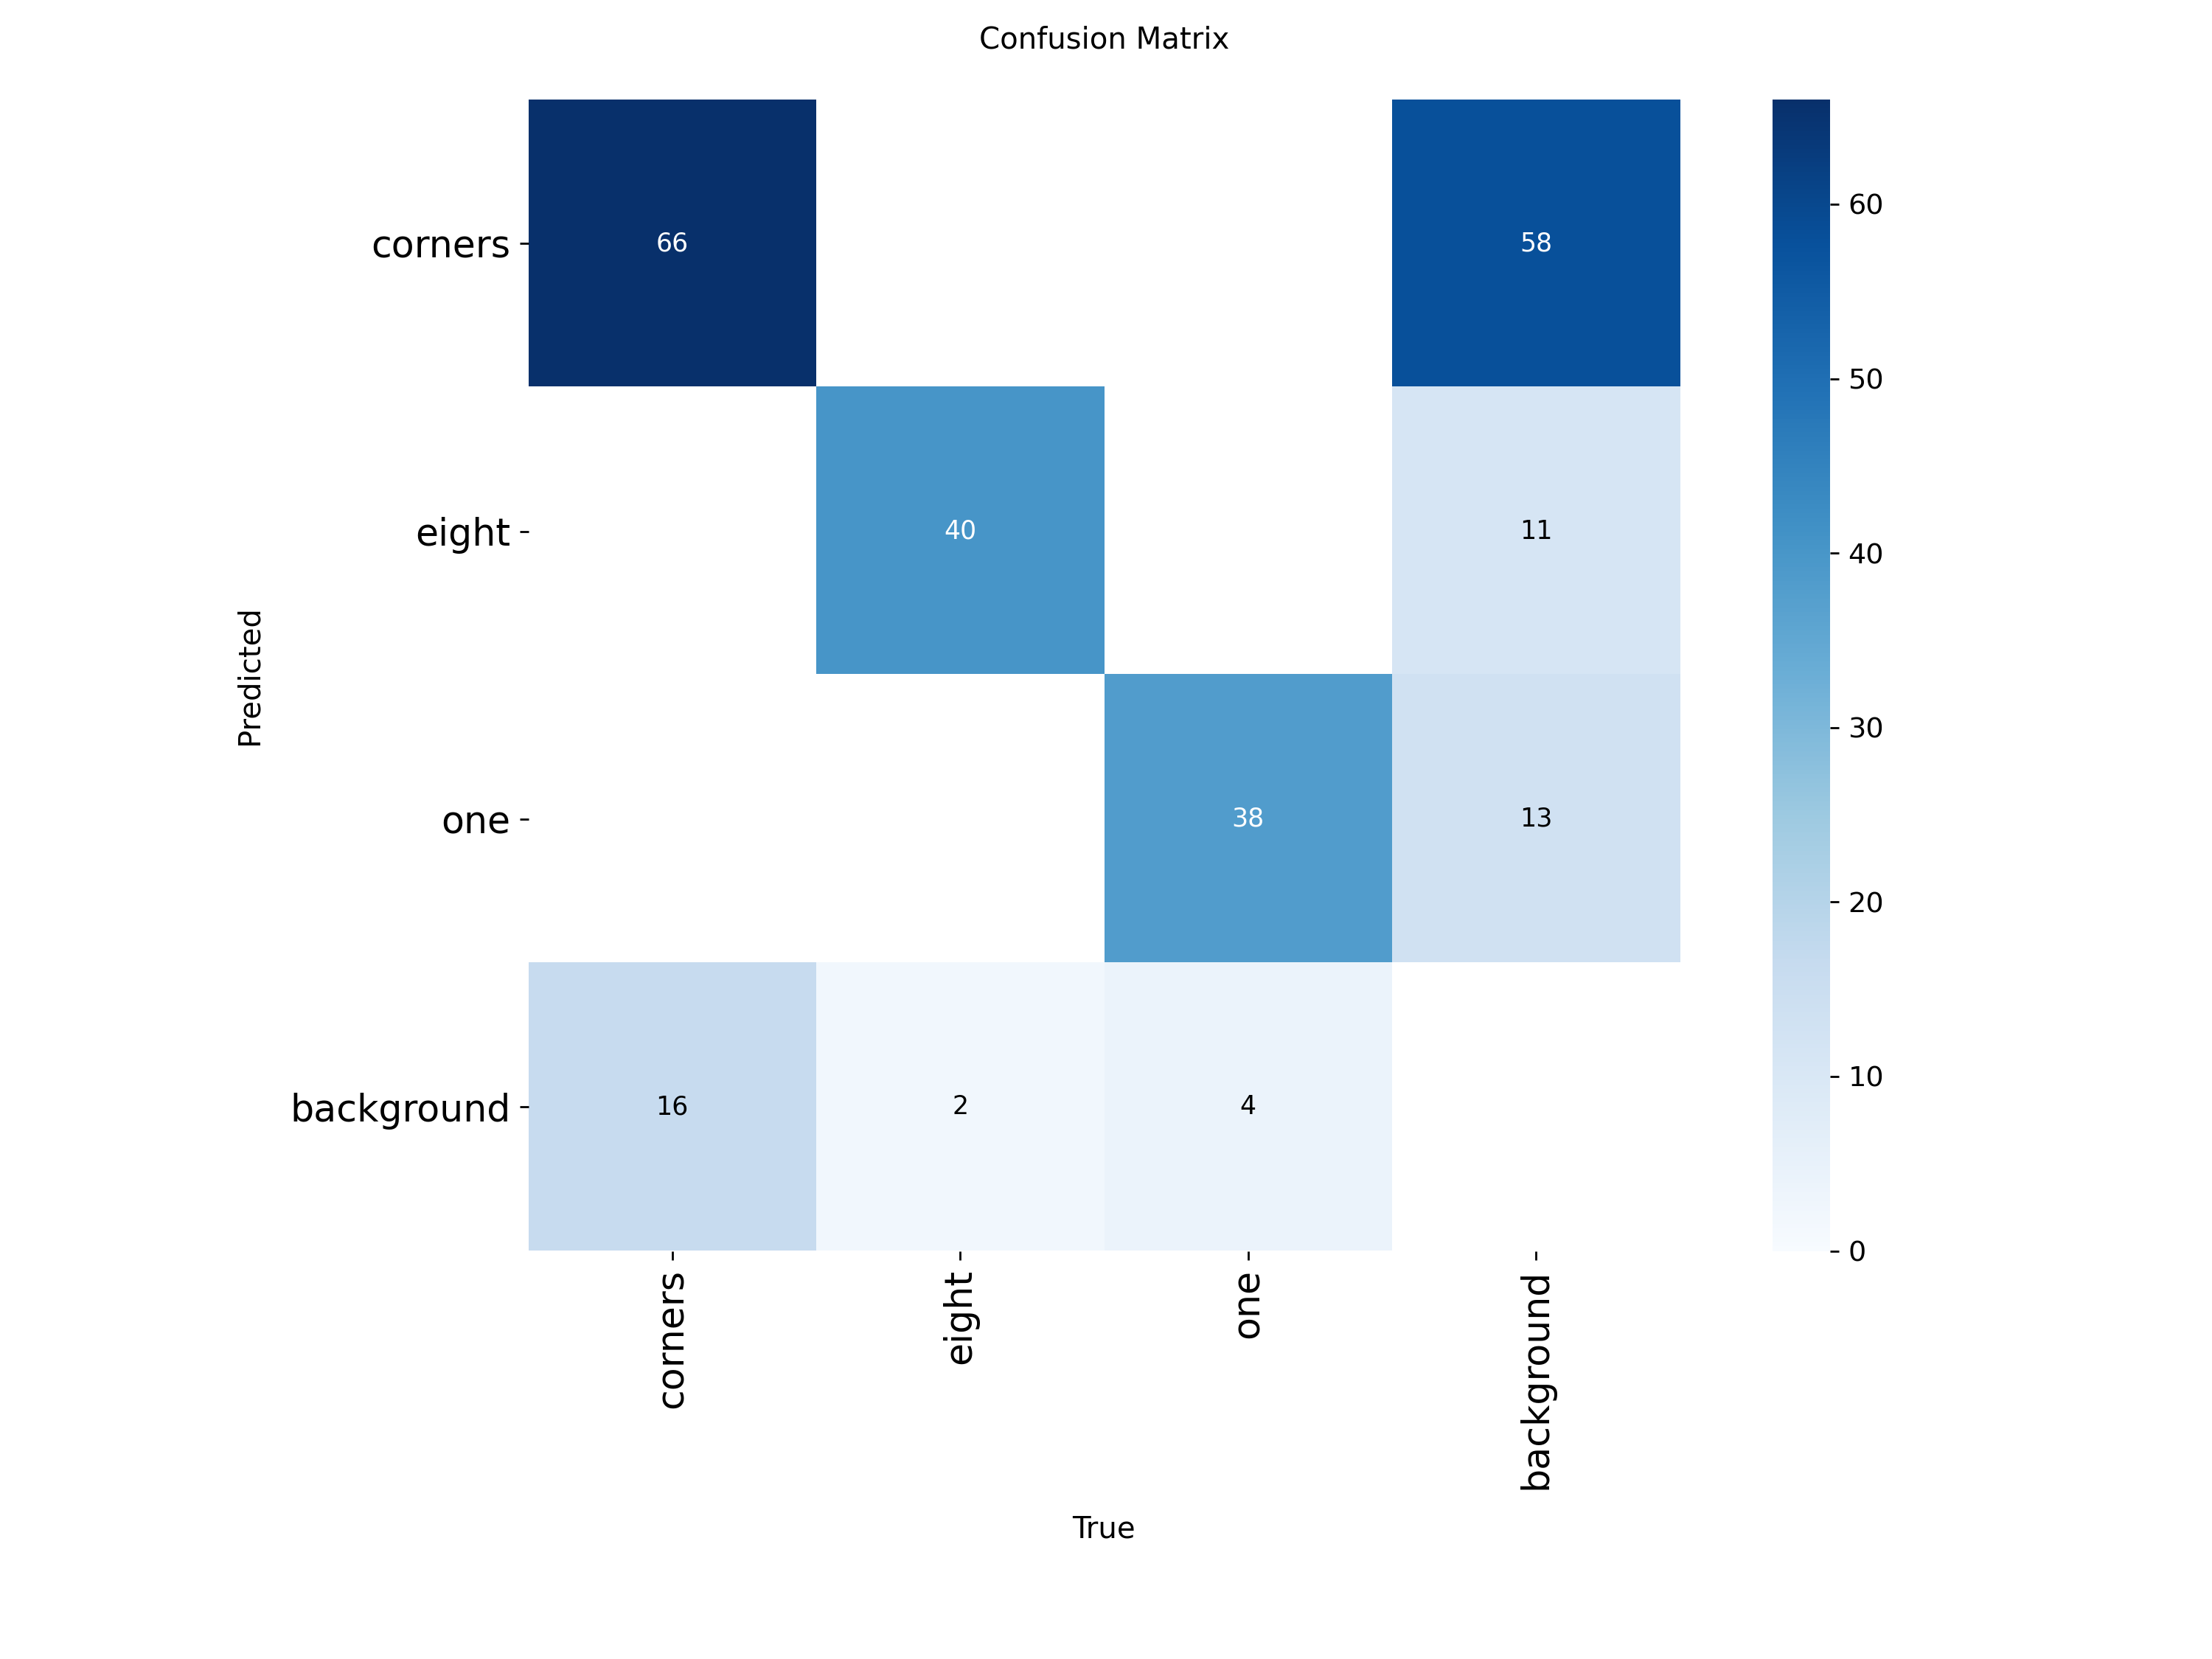 Confusion Matrix
corners
66
58
60
50
eight
40
11
40
Predicted
30
one
38
13
20
background
16
2
4
10
0
corners
eight
one
background
True